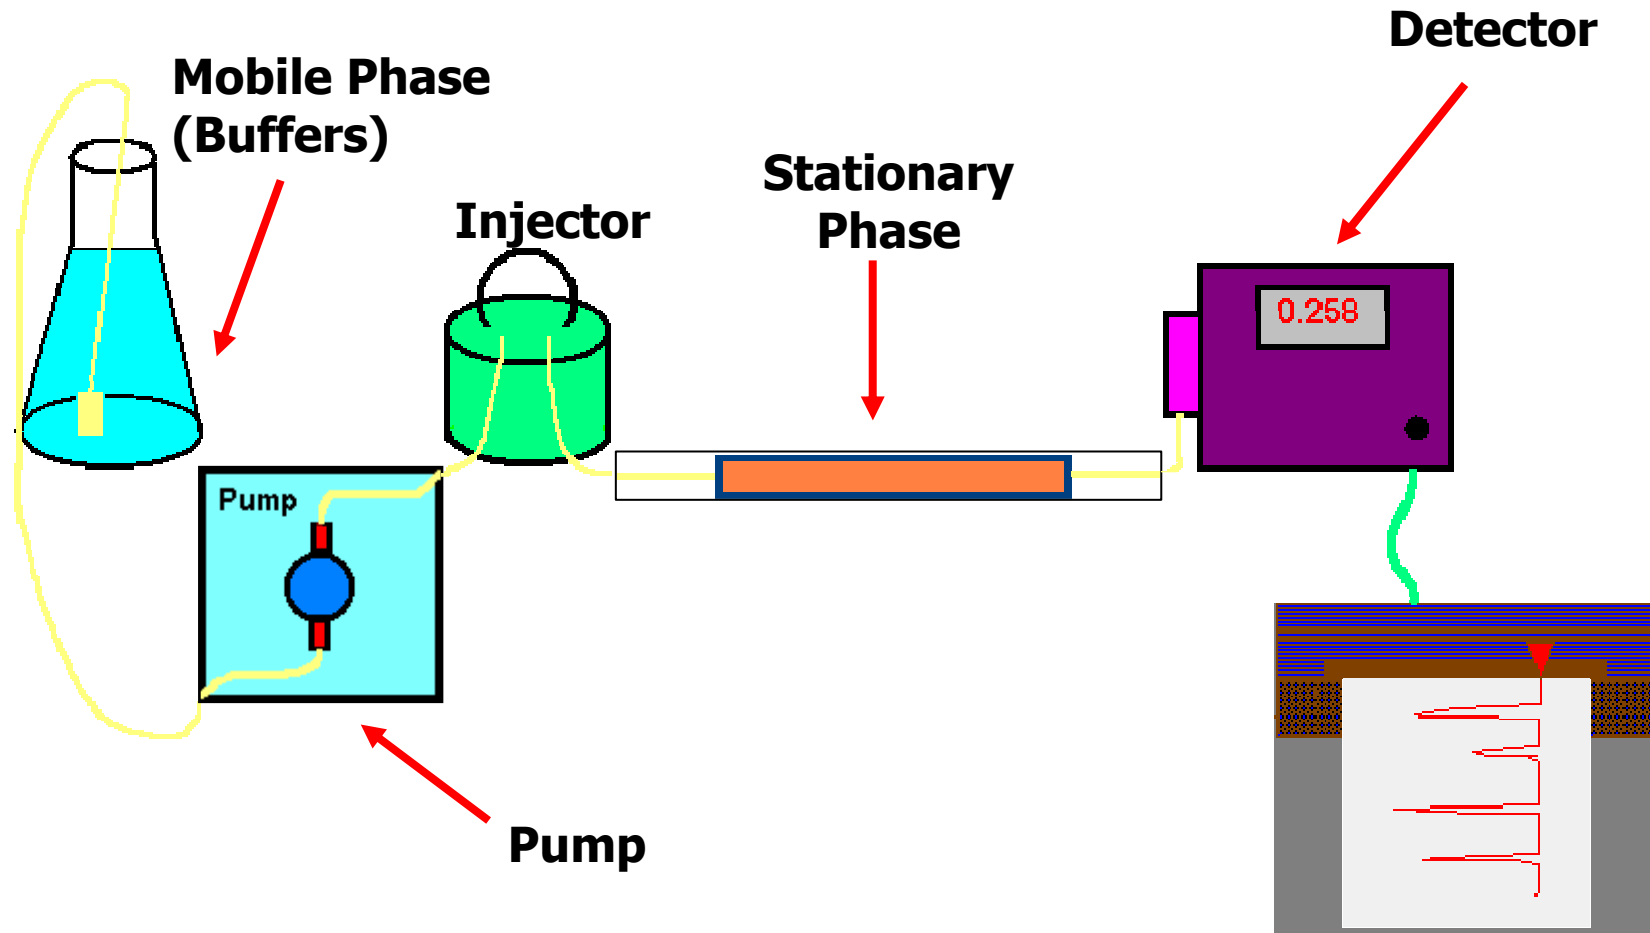 Detector
Mobile Phase
(Buffers)
Stationary
Phase
Injector
0.258
Pump
Pump